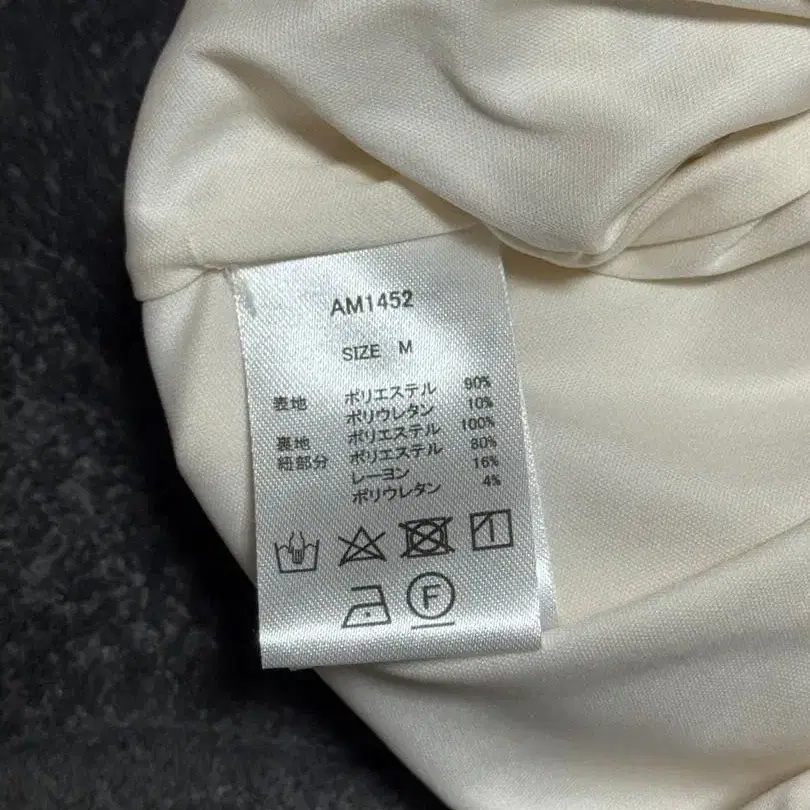 AM1452
SIZE M
表地 ポリエステル 90%
ポリウレタン 10%
裏地 ポリエステル 100%
紐部分 ポリエステル 80%
レーヨン 16%
ポリウレタン 4%
F